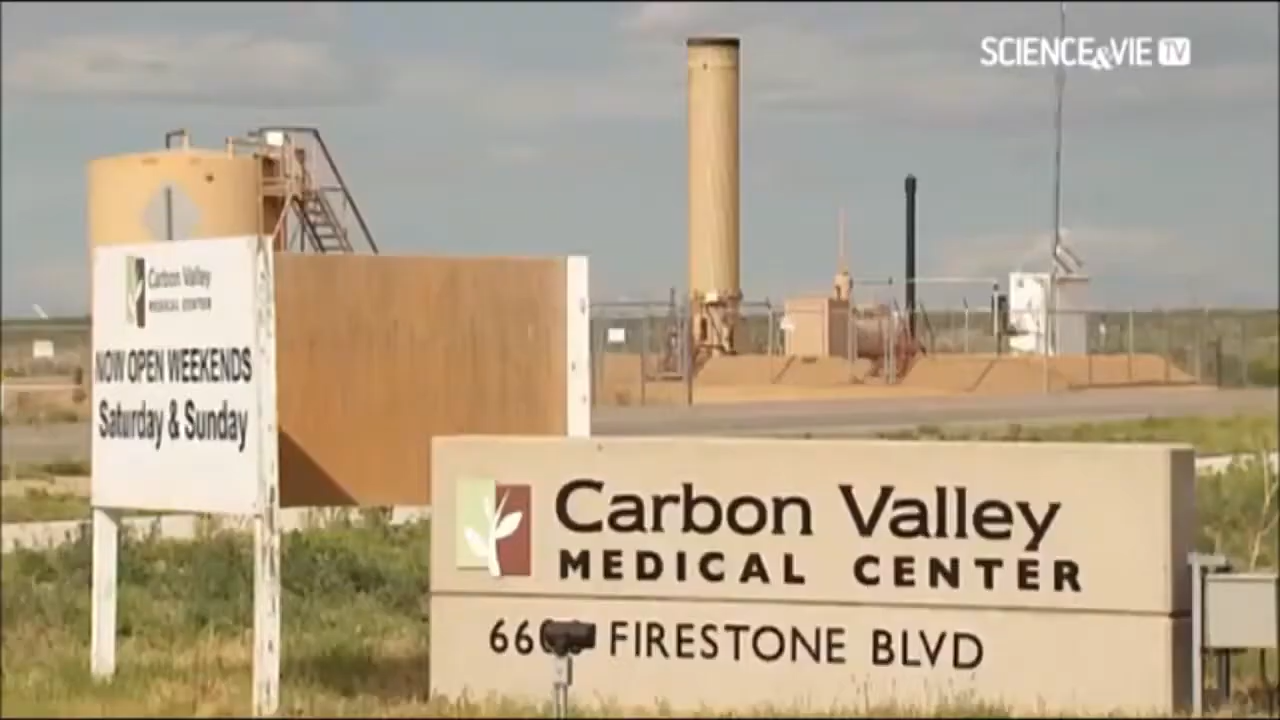 SCIENCE&VIE TV
Carbon Valley
MEDICAL CENTER
NOW OPEN WEEKENDS
Saturday & Sunday
Carbon Valley
MEDICAL CENTER
FIRESTONE BLVD